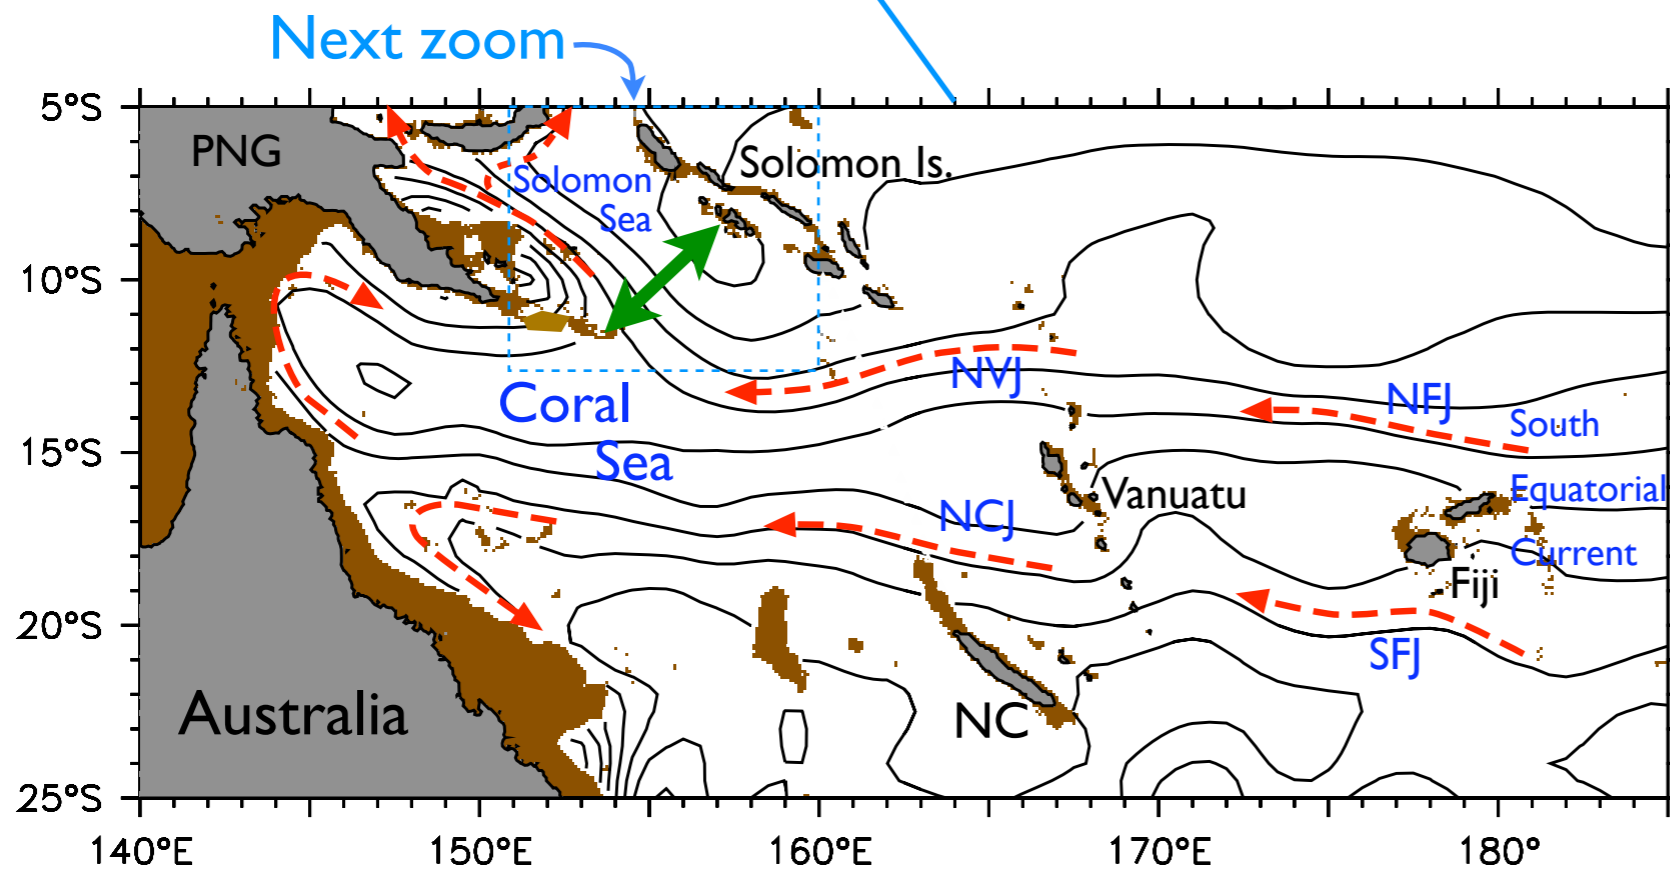 Next zoom
5°S
PNG
Solomon Is.
Solomon
Sea
10°S
NVJ
NFJ
Coral
South
15°S
Sea
Equatorial
Vanuatu
NCJ
Current
Fiji
20°S
SFJ
Australia
NC
25°S
140°E
150°E
160°E
170°E
180°